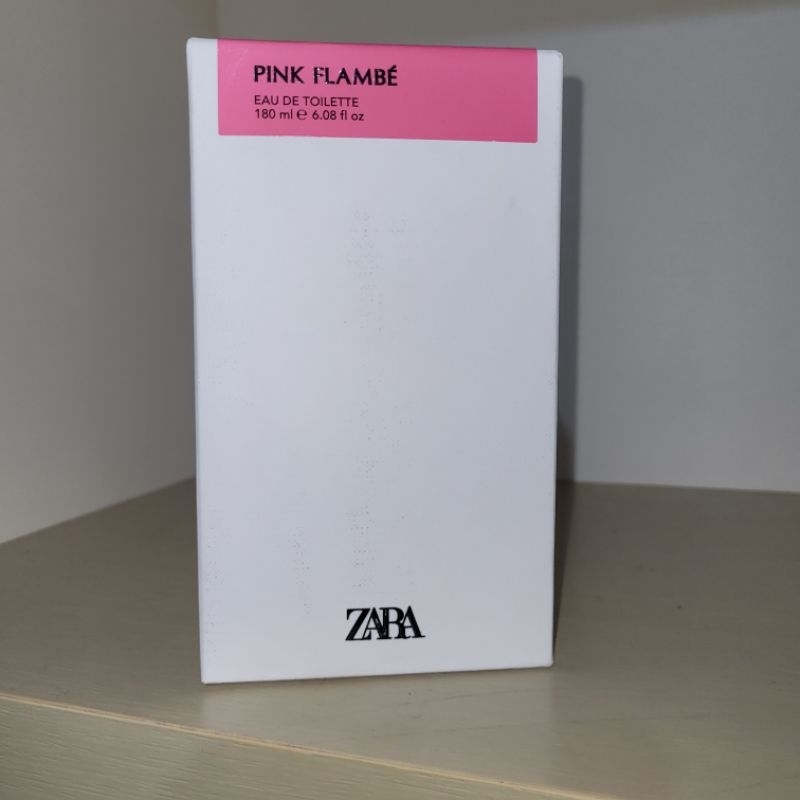 PINK FLAMBÉ
EAU DE TOILETTE
180 ml ℮ 6.08 fl oz
ZARA